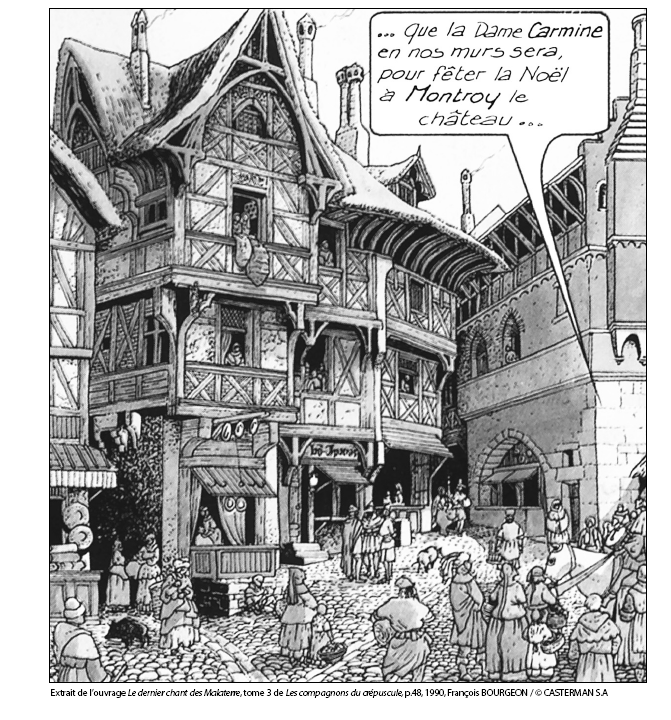 ... que la Dame Carmine
en nos murs sera,
pour fêter la Noël
à Montroy le
château ...
Extrait de l'ouvrage Le dernier chant des Malaterre, tome 3 de Les compagnons du crépuscule, p.48, 1990, François BOURGEON / © CASTERMAN S.A